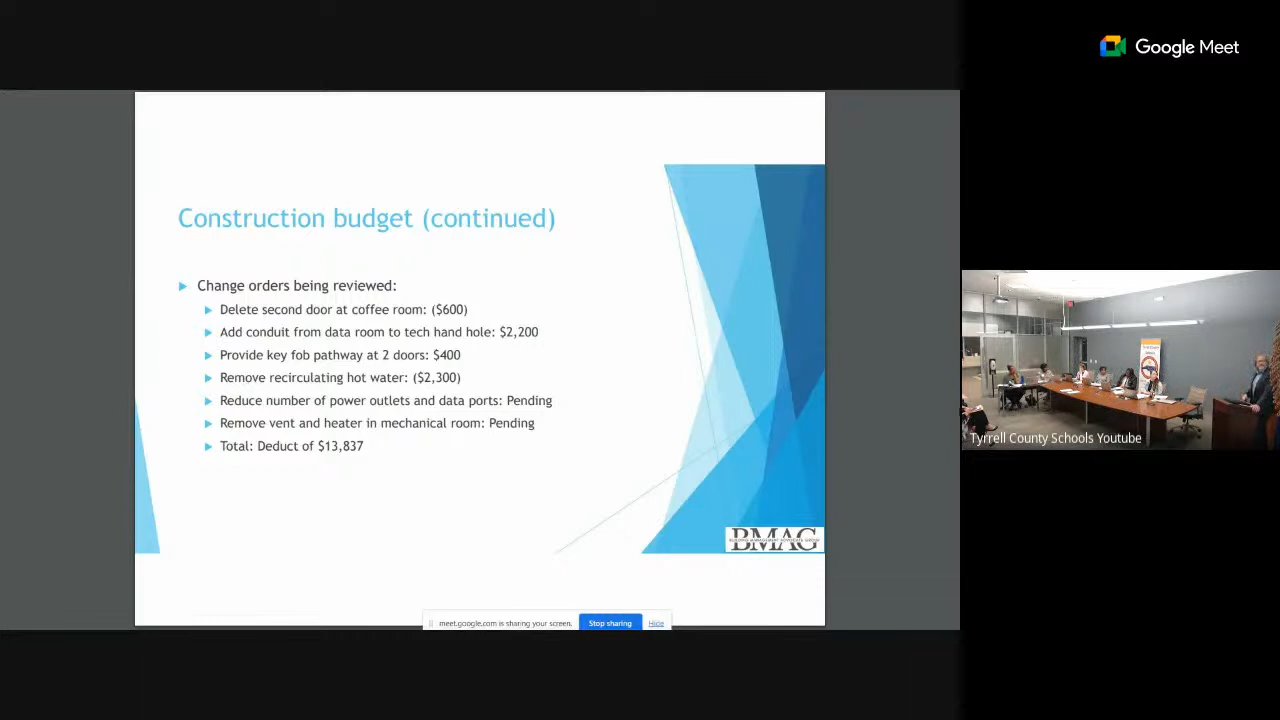 Google Meet
Construction budget (continued)
Change orders being reviewed:
Delete second door at coffee room: ($600)
Add conduit from data room to tech hand hole: $2,200
Provide key fob pathway at 2 doors: $400
Remove recirculating hot water: ($2,300)
Reduce number of power outlets and data ports: Pending
Remove vent and heater in mechanical room: Pending
Total: Deduct of $13,837
BMAG
meet.google.com is sharing your screen.
Stop sharing
Hide
Tyrrell County Schools Youtube